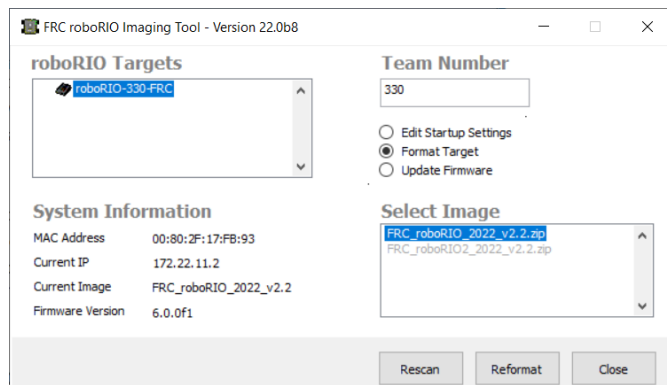 FRC roboRIO Imaging Tool - Version 22.0b8
roboRIO Targets
roboRIO-330-FRC
Team Number
330
Edit Startup Settings
Format Target
Update Firmware
System Information
MAC Address 00:80:2F:17:FB:93
Current IP 172.22.11.2
Current Image FRC_roboRIO_2022_v2.2
Firmware Version 6.0.0f1
Select Image
FRC_roboRIO_2022_v2.2.zip
FRC_roboRIO2_2022_v2.2.zip
Rescan Reformat Close